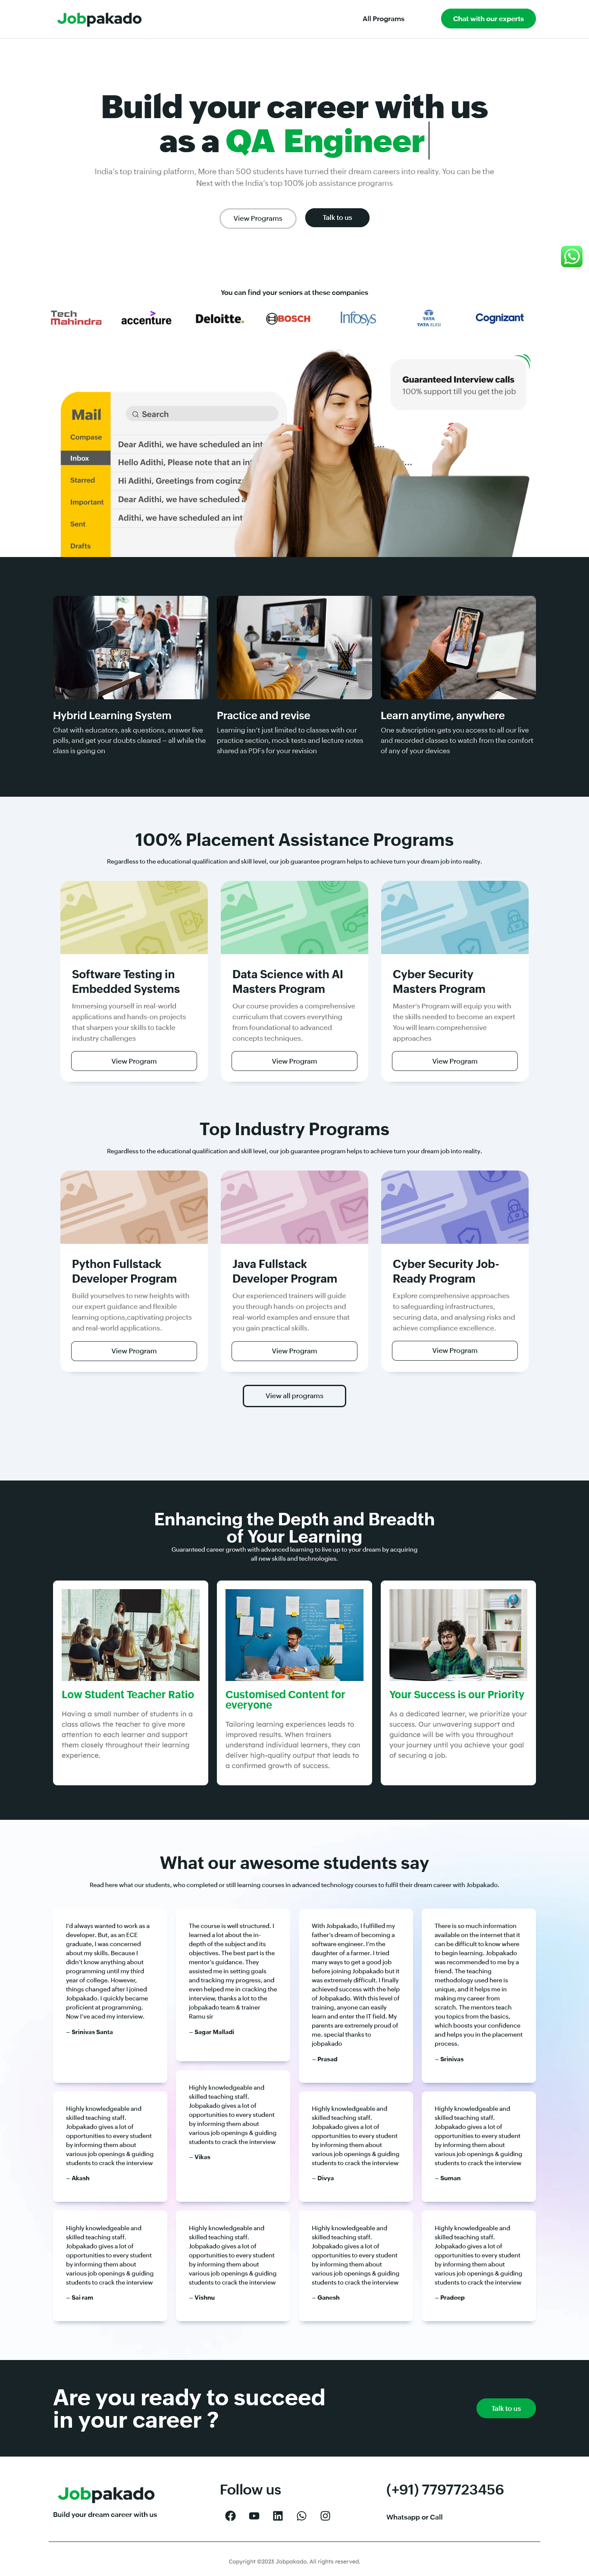 Jobpakado
All Programs
Chat with our experts
Build your career with us
as a QA Engineer
India's top training platform, More than 500 students have turned their dream careers into reality. You can be the
Next with the India's top 100% job assistance programs
View Programs
Talk to us
You can find your seniors at these companies
Tech Mahindra
accenture
Deloitte.
BOSCH
Infosys
TATA
TATA ELXSI
Cognizant
Guaranteed Interview calls
100% support till you get the job
Mail
Search
Compase
Inbox
Starred
Important
Sent
Drafts
Dear Adithi, we have scheduled an int
Hello Adithi, Please note that an in
Hi Adithi, Greetings from coginz
Dear Adithi, we have scheduled a
Adithi, we have scheduled an int
Hybrid Learning System
Chat with educators, ask questions, answer live
polls, and get your doubts cleared – all while the
class is going on
Practice and revise
Learning isn't just limited to classes with our
practice section, mock tests and lecture notes
shared as PDFs for your revision
Learn anytime, anywhere
One subscription gets you access to all our live
and recorded classes to watch from the comfort
of any of your devices
100% Placement Assistance Programs
Regardless to the educational qualification and skill level, our job guarantee program helps to achieve turn your dream job into reality.
Software Testing in
Embedded Systems
Immersing yourself in real-world
applications and hands-on projects
that sharpen your skills to tackle
industry challenges
View Program
Data Science with AI
Masters Program
Our course provides a comprehensive
curriculum that covers everything
from foundational to advanced
concepts techniques.
View Program
Cyber Security
Masters Program
Master's Program will equip you with
the skills needed to become an expert
You will learn comprehensive
approaches
View Program
Top Industry Programs
Regardless to the educational qualification and skill level, our job guarantee program helps to achieve turn your dream job into reality.
Python Fullstack
Developer Program
Build yourselves to new heights with
our expert guidance and flexible
learning options,captivating projects
and real-world applications.
View Program
Java Fullstack
Developer Program
Our experienced trainers will guide
you through hands-on projects and
real-world examples and ensure that
you gain practical skills.
View Program
Cyber Security Job-
Ready Program
Explore comprehensive approaches
to safeguarding infrastructures,
securing data, and analysing risks and
achieve compliance excellence.
View Program
View all programs
Enhancing the Depth and Breadth
of Your Learning
Guaranteed career growth with advanced learning to live up to your dream by acquiring
all new skills and technologies.
Low Student Teacher Ratio
Having a small number of students in a
class allows the teacher to give more
attention to each learner and support
them closely throughout their learning
experience.
Customised Content for
everyone
Tailoring learning experiences leads to
improved results. When trainers
understand individual learners, they can
deliver high-quality output that leads to
a confirmed growth of success.
Your Success is our Priority
As a dedicated learner, we prioritize your
success. Our unwavering support and
guidance will be with you throughout
your journey until you achieve your goal
of securing a job.
What our awesome students say
Read here what our students, who completed or still learning courses in advanced technology courses to fulfil their dream career with Jobpakado.
I'd always wanted to work as a
developer. But, as an ECE
graduate, I was concerned
about my skills. Because I
didn't know anything about
programming until my third
year of college. However,
things changed after I joined
Jobpakado. I quickly became
proficient at programming.
Now I've aced my interview.
– Srinivas Santa
The course is well structured. I
learned a lot about the in-
depth of the subject and its
objectives. The best part is the
mentor's guidance. They
assisted me in setting goals
and tracking my progress, and
even helped me in cracking the
interview, thanks a lot to the
jobpakado team & trainer
Ramu sir
– Sagar Malladi
With Jobpakado, I fulfilled my
father's dream of becoming a
software engineer. I'm the
daughter of a farmer. I tried
many ways to get a good job
before joining Jobpakado but it
was extremely difficult. I finally
achieved success with the help
of Jobpakado. With this level of
training, anyone can easily
learn and enter the IT field. My
parents are extremely proud of
me. special thanks to
jobpakado
– Prasad
There is so much information
available on the internet that it
can be difficult to know where
to begin learning. Jobpakado
was recommended to me by a
friend. The teaching
methodology used here is
unique, and it helps me in
making my career from
scratch. The mentors teach
you topics from the basics,
which boosts your confidence
and helps you in the placement
process.
– Srinivas
Highly knowledgeable and
skilled teaching staff.
Jobpakado gives a lot of
opportunities to every student
by informing them about
various job openings & guiding
students to crack the interview
– Akash
Highly knowledgeable and
skilled teaching staff.
Jobpakado gives a lot of
opportunities to every student
by informing them about
various job openings & guiding
students to crack the interview
– Vikas
Highly knowledgeable and
skilled teaching staff.
Jobpakado gives a lot of
opportunities to every student
by informing them about
various job openings & guiding
students to crack the interview
– Divya
Highly knowledgeable and
skilled teaching staff.
Jobpakado gives a lot of
opportunities to every student
by informing them about
various job openings & guiding
students to crack the interview
– Suman
Highly knowledgeable and
skilled teaching staff.
Jobpakado gives a lot of
opportunities to every student
by informing them about
various job openings & guiding
students to crack the interview
– Sai ram
Highly knowledgeable and
skilled teaching staff.
Jobpakado gives a lot of
opportunities to every student
by informing them about
various job openings & guiding
students to crack the interview
– Vishnu
Highly knowledgeable and
skilled teaching staff.
Jobpakado gives a lot of
opportunities to every student
by informing them about
various job openings & guiding
students to crack the interview
– Ganesh
Highly knowledgeable and
skilled teaching staff.
Jobpakado gives a lot of
opportunities to every student
by informing them about
various job openings & guiding
students to crack the interview
– Pradeep
Are you ready to succeed
in your career ?
Talk to us
Jobpakado
Build your dream career with us
Follow us
(+91) 7797723456
Whatsapp or Call
Copyright ©2023 Jobpakado. All rights reserved.